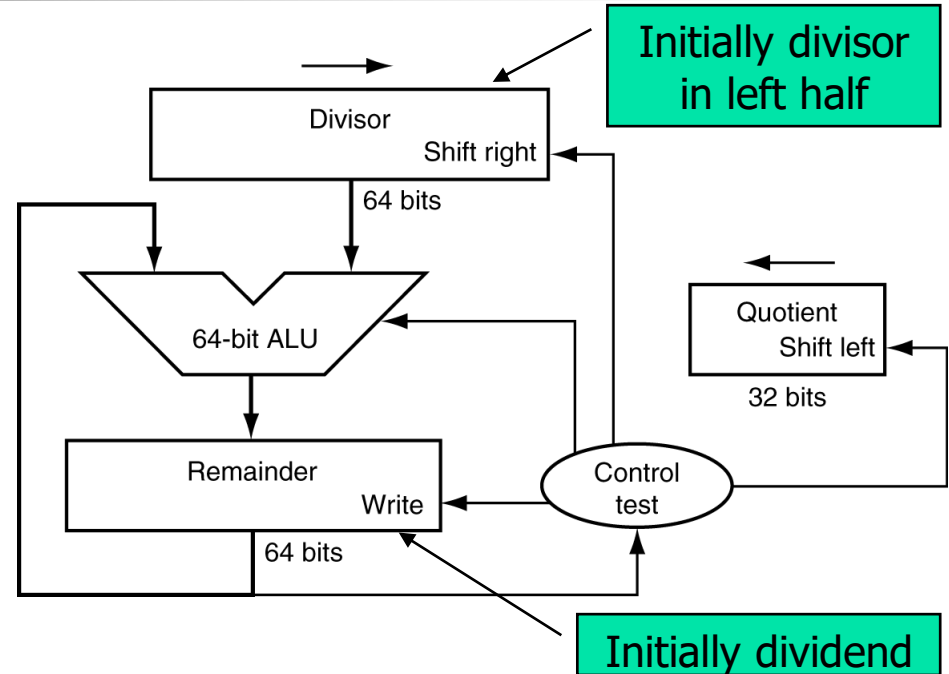 Initially divisor
in left half
Divisor
Shift right
64 bits
64-bit ALU
Quotient
Shift left
32 bits
Remainder
Write
Control
test
64 bits
Initially dividend